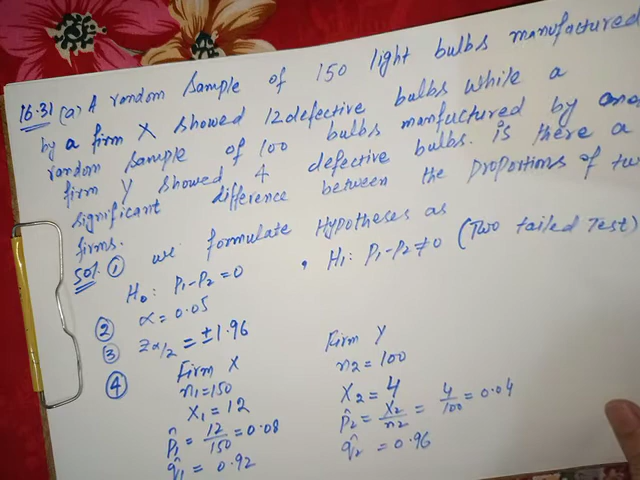 16.31 (a) A random sample of 150 light bulbs manufactured
by a firm X showed 12 defective bulbs while a
random sample of 100 bulbs manfuctured by
firm Y showed 4 defective bulbs. is there a
significant difference between the proportions of two
firms.
Sol. ① we formulate Hypotheses as
H₀: P₁-P₂=0 , H₁: P₁-P₂≠0 (Two tailed Test)
② α=0.05
③ Zα/2 = ±1.96
④ Firm X Firm Y
n₁=150 n₂=100
X₁=12 X₂=4
p̂₁ = 12/150 = 0.08 p̂₂ = X₂/n₂ = 4/100 = 0.04
q̂₁ = 0.92 q̂₂ = 0.96